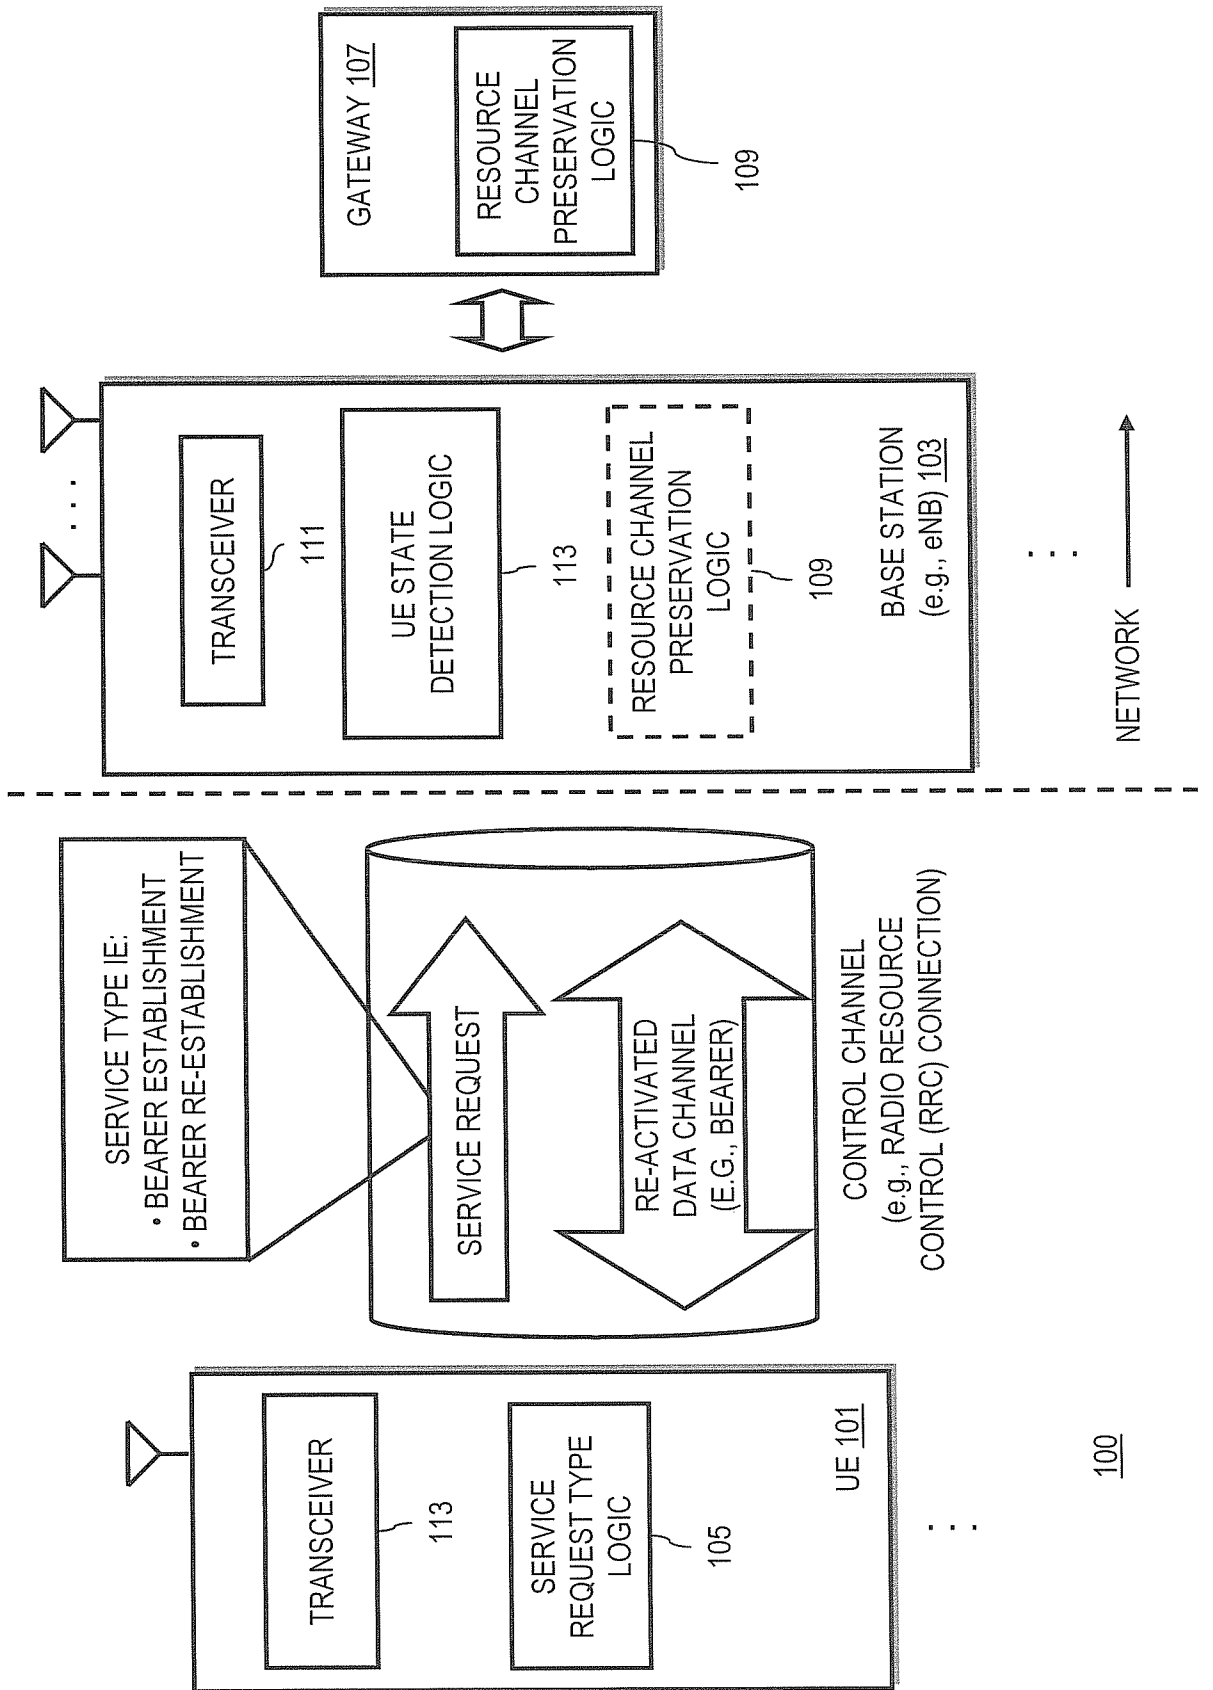 SERVICE TYPE IE:
• BEARER ESTABLISHMENT
• BEARER RE-ESTABLISHMENT
TRANSCEIVER
113
SERVICE
REQUEST TYPE
LOGIC
105
UE 101
. . .
SERVICE REQUEST
RE-ACTIVATED
DATA CHANNEL
(E.G., BEARER)
CONTROL CHANNEL
(e.g., RADIO RESOURCE
CONTROL (RRC) CONNECTION)
. . .
TRANSCEIVER
111
UE STATE
DETECTION LOGIC
113
RESOURCE CHANNEL
PRESERVATION
LOGIC
109
BASE STATION
(e.g., eNB) 103
. . .
GATEWAY 107
RESOURCE
CHANNEL
PRESERVATION
LOGIC
109
NETWORK
100